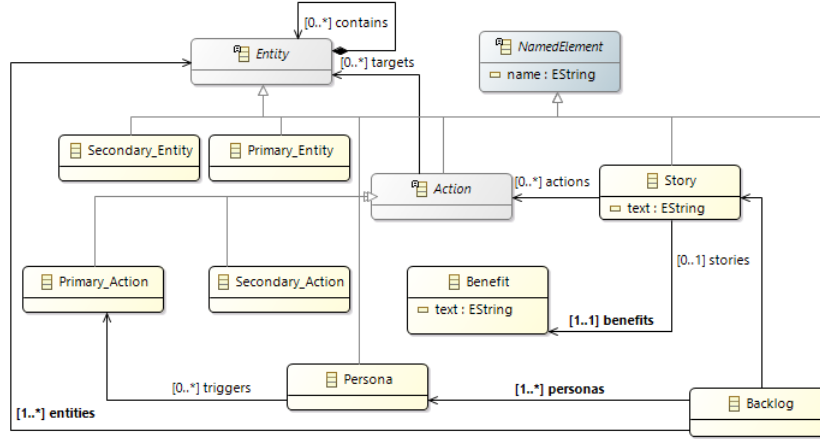 [0..*] contains
Entity
NamedElement
name : EString
[0..*] targets
Secondary_Entity
Primary_Entity
Action
[0..*] actions
Story
text : EString
[0..1] stories
Primary_Action
Secondary_Action
Benefit
text : EString
[1..1] benefits
[0..*] triggers
Persona
[1..*] personas
Backlog
[1..*] entities